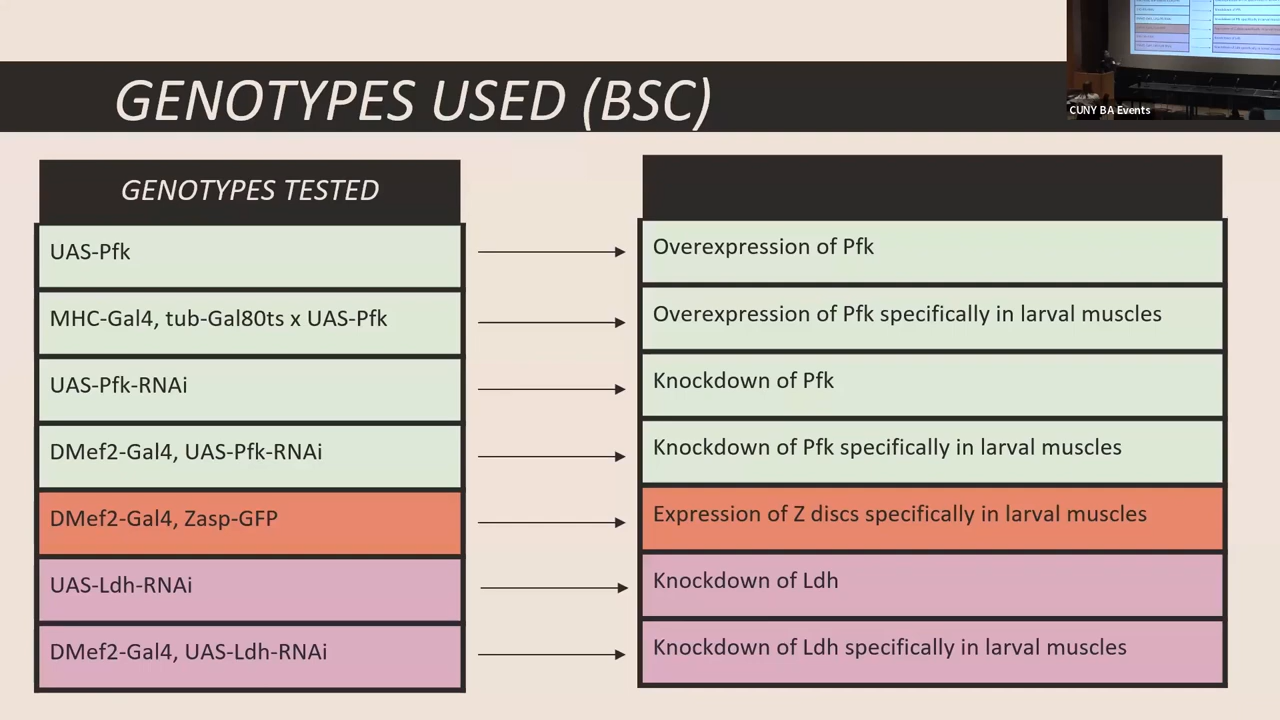 GENOTYPES USED (BSC)
CUNY BA Events
GENOTYPES TESTED
UAS-Pfk
Overexpression of Pfk
MHC-Gal4, tub-Gal80ts x UAS-Pfk
Overexpression of Pfk specifically in larval muscles
UAS-Pfk-RNAi
Knockdown of Pfk
DMef2-Gal4, UAS-Pfk-RNAi
Knockdown of Pfk specifically in larval muscles
DMef2-Gal4, Zasp-GFP
Expression of Z discs specifically in larval muscles
UAS-Ldh-RNAi
Knockdown of Ldh
DMef2-Gal4, UAS-Ldh-RNAi
Knockdown of Ldh specifically in larval muscles